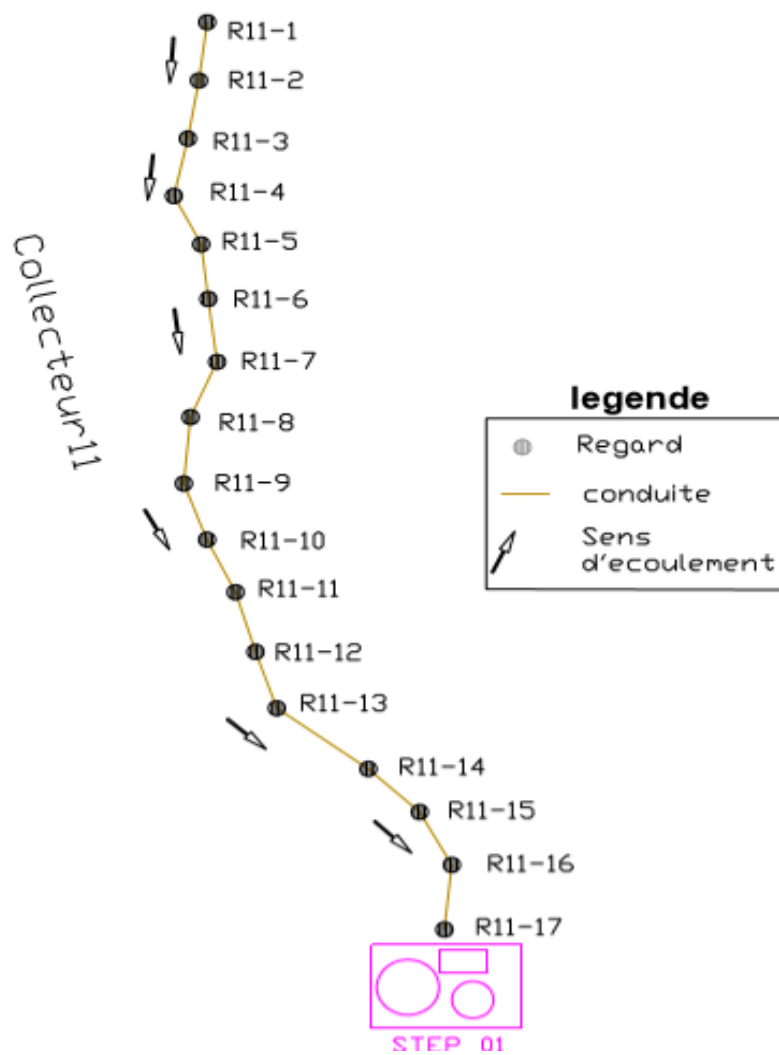 R11-1
R11-2
R11-3
R11-4
R11-5
R11-6
R11-7
R11-8
R11-9
R11-10
R11-11
R11-12
R11-13
R11-14
R11-15
R11-16
R11-17
Collecteur11
legende
Regard
conduite
Sens
d'ecoulement
STEP 01